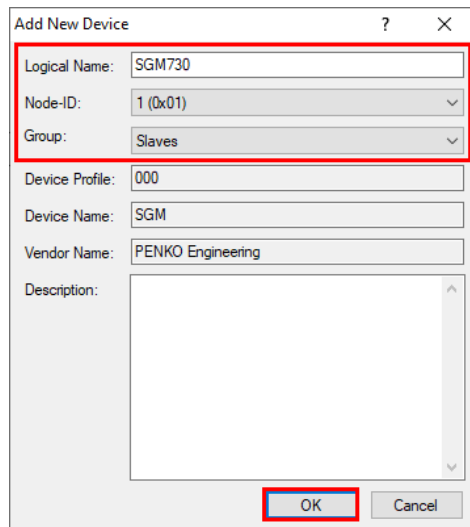 Add New Device ?
Logical Name: SGM730
Node-ID: 1 (0x01)
Group: Slaves
Device Profile: 000
Device Name: SGM
Vendor Name: PENKO Engineering
Description:
OK Cancel